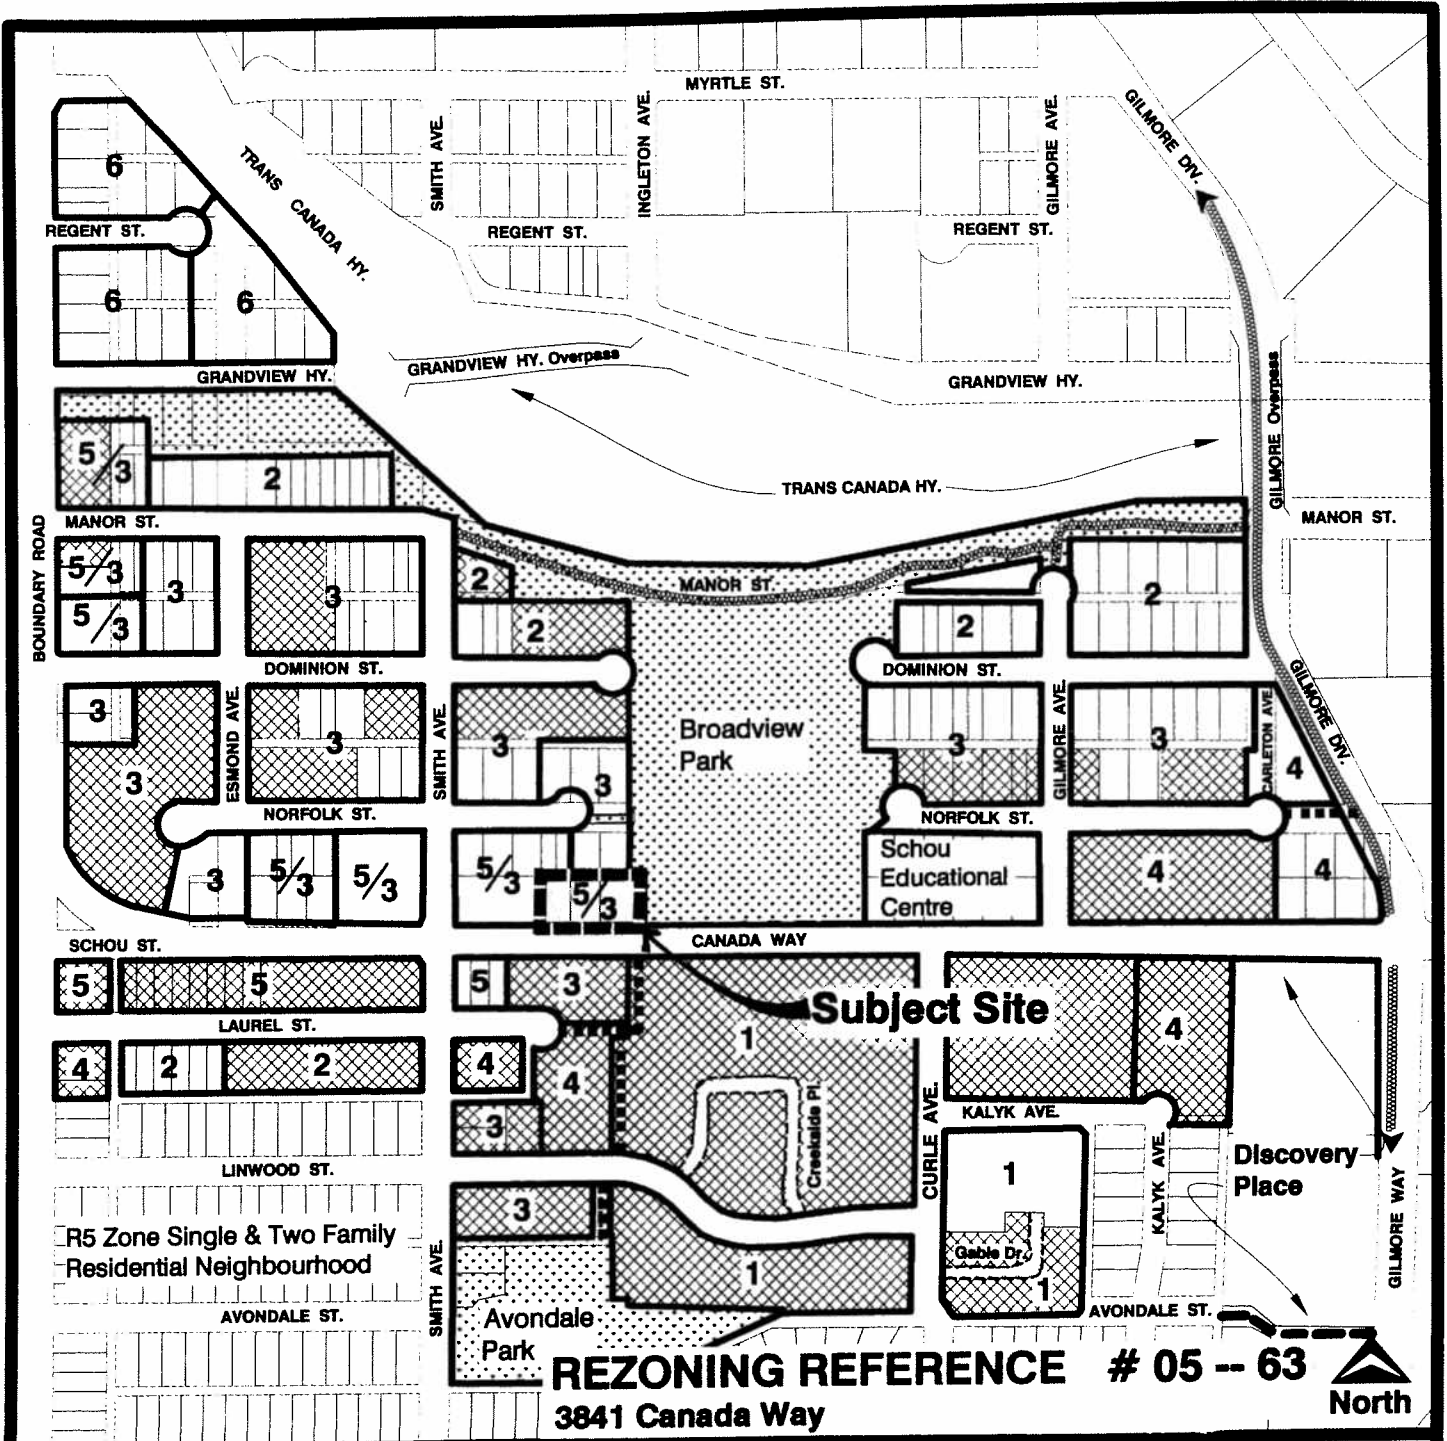 MYRTLE ST.
GILMORE DIV.
INGLETON AVE.
GILMORE AVE.
SMITH AVE.
TRANS CANADA HY.
6
REGENT ST.
REGENT ST.
REGENT ST.
6
6
GRANDVIEW HY. Overpass
GRANDVIEW HY.
GRANDVIEW HY.
GILMORE Overpass
5/3
2
TRANS CANADA HY.
MANOR ST.
MANOR ST.
BOUNDARY ROAD
5/3
3
3
2
MANOR ST.
2
5/3
2
2
DOMINION ST.
DOMINION ST.
GILMORE DIV.
3
ESMOND AVE.
SMITH AVE.
GILMORE AVE.
CARLETON AVE.
Broadview
Park
3
3
3
3
3
3
4
NORFOLK ST.
NORFOLK ST.
Schou
Educational
Centre
3
5/3
5/3
5/3
5/3
4
4
CANADA WAY
SCHOU ST.
5
5
5
3
Subject Site
1
4
LAUREL ST.
4
2
2
4
4
Creekside Pl.
CURLE AVE.
KALYK AVE.
3
KALYK AVE.
Discovery
Place
GILMORE WAY
LINWOOD ST.
1
3
R5 Zone Single & Two Family
Residential Neighbourhood
Gable Dr.
1
1
SMITH AVE.
AVONDALE ST.
AVONDALE ST.
Avondale
Park
REZONING REFERENCE # 05 -- 63
3841 Canada Way
North